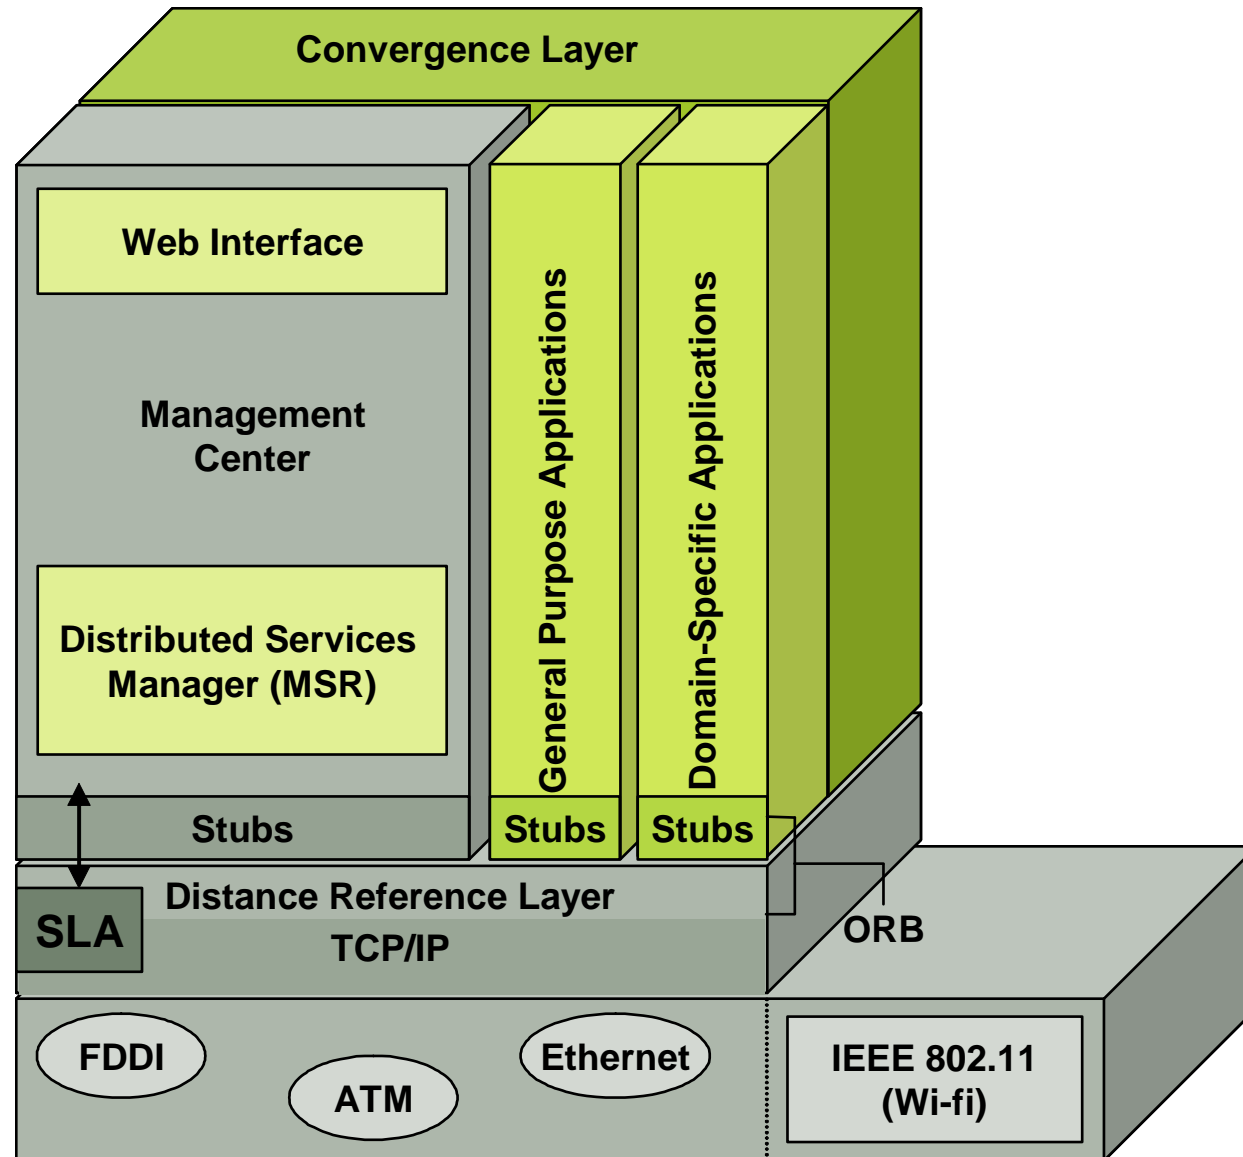 Convergence Layer
Web Interface
Management
Center
Distributed Services
Manager (MSR)
General Purpose Applications
Domain-Specific Applications
Stubs
Stubs
Stubs
Distance Reference Layer
SLA
TCP/IP
ORB
FDDI
ATM
Ethernet
IEEE 802.11
(Wi-fi)